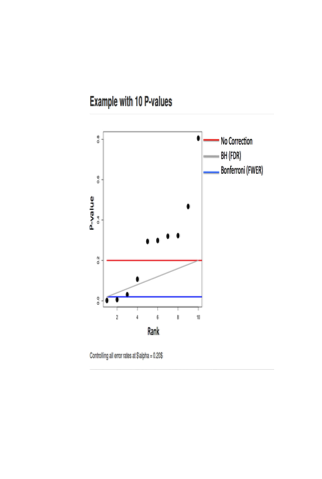 Example with 10 P-values
No Correction
BH (FDR)
Bonferroni (FWER)
P-value
0.8
0.6
0.4
0.2
0.0
2 4 6 8 10
Rank
Controlling all error rates at $\alpha = 0.20$